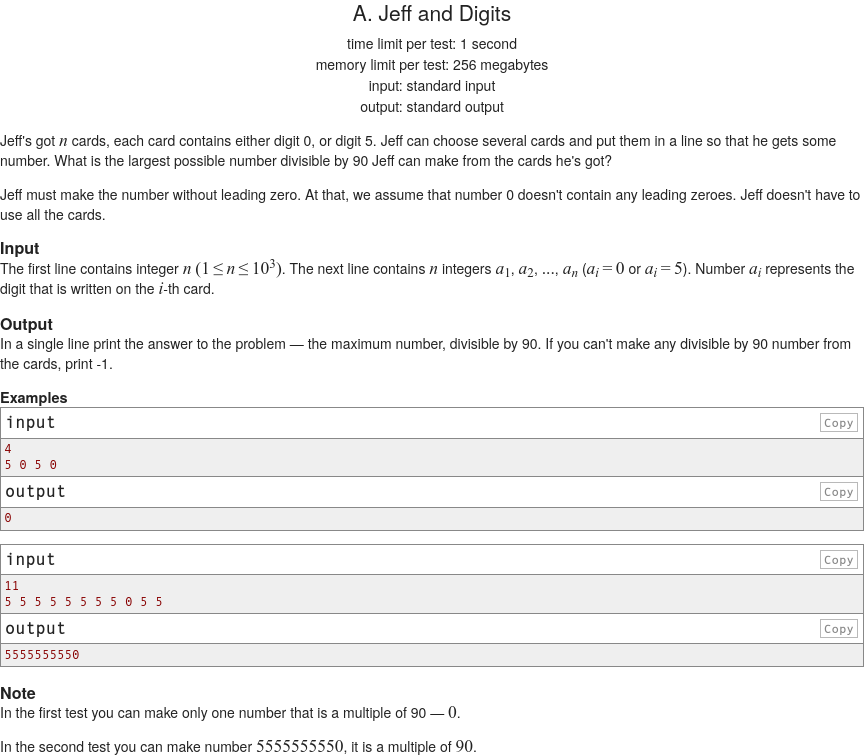 A. Jeff and Digits
time limit per test: 1 second
memory limit per test: 256 megabytes
input: standard input
output: standard output
Jeff's got n cards, each card contains either digit 0, or digit 5. Jeff can choose several cards and put them in a line so that he gets some
number. What is the largest possible number divisible by 90 Jeff can make from the cards he's got?
Jeff must make the number without leading zero. At that, we assume that number 0 doesn't contain any leading zeroes. Jeff doesn't have to
use all the cards.
Input
The first line contains integer n (1 ≤ n ≤ 10³). The next line contains n integers a₁, a₂, ..., aₙ (aᵢ = 0 or aᵢ = 5). Number aᵢ represents the
digit that is written on the i-th card.
Output
In a single line print the answer to the problem — the maximum number, divisible by 90. If you can't make any divisible by 90 number from
the cards, print -1.
Examples
input Copy
4
5 0 5 0
output Copy
0
input Copy
11
5 5 5 5 5 5 5 5 0 5 5
output Copy
5555555550
Note
In the first test you can make only one number that is a multiple of 90 — 0.
In the second test you can make number 5555555550, it is a multiple of 90.